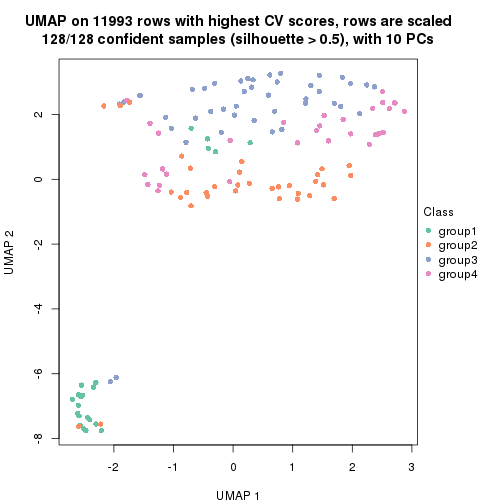 UMAP on 11993 rows with highest CV scores, rows are scaled
128/128 confident samples (silhouette > 0.5), with 10 PCs
2
0
-2
-4
-6
-8
UMAP 2
Class
group1
group2
group3
group4
-2
-1
0
1
2
3
UMAP 1